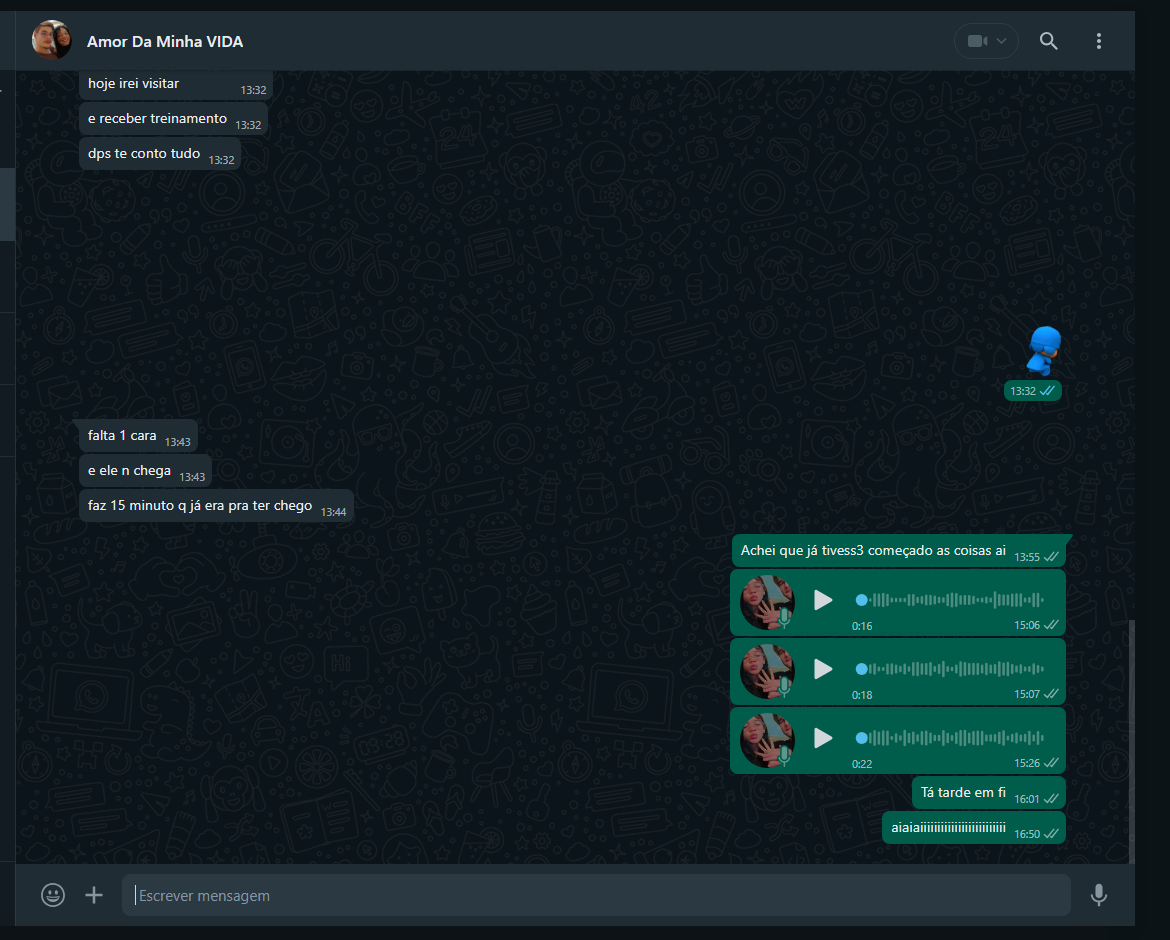 Amor Da Minha VIDA
hoje irei visitar 13:32
e receber treinamento 13:32
dps te conto tudo 13:32
13:32
falta 1 cara 13:43
e ele n chega 13:43
faz 15 minuto q já era pra ter chego 13:44
Achei que já tivess3 começado as coisas ai 13:55
0:16 15:06
0:18 15:07
0:22 15:26
Tá tarde em fi 16:01
aiaiaiiiiiiiiiiiiiiiiiiiiiiiiii 16:50
Escrever mensagem